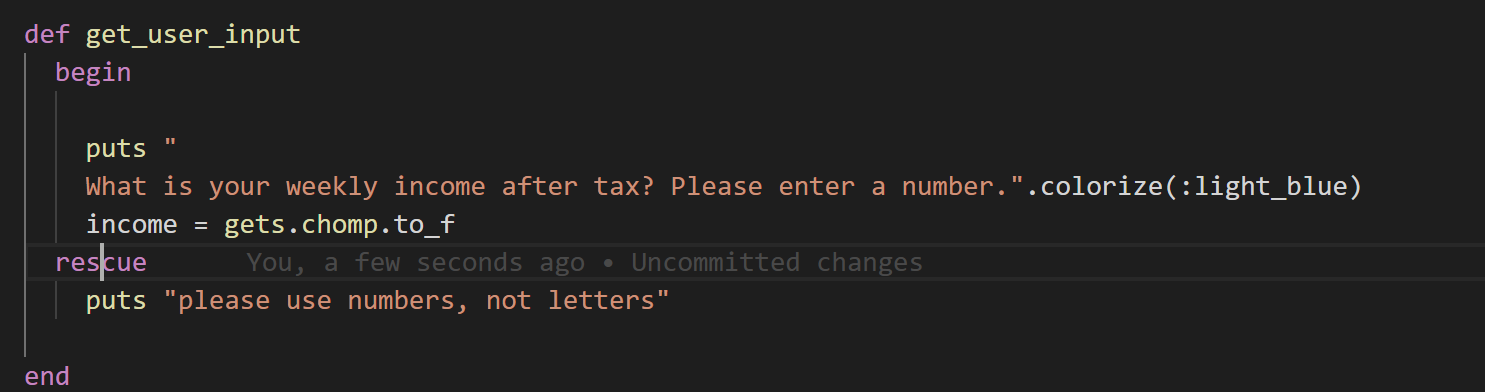 def get_user_input
begin
puts "
What is your weekly income after tax? Please enter a number.".colorize(:light_blue)
income = gets.chomp.to_f
rescue You, a few seconds ago • Uncommitted changes
puts "please use numbers, not letters"
end